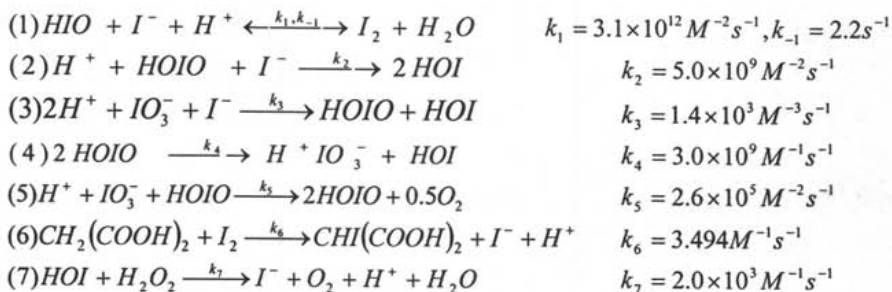 (1)HIO + I⁻ + H⁺ ←k₁,k₋₁→ I₂ + H₂O k₁ = 3.1×10¹² M⁻²s⁻¹, k₋₁ = 2.2s⁻¹
(2)H⁺ + HOIO + I⁻ —k₂→ 2 HOI k₂ = 5.0×10⁹ M⁻²s⁻¹
(3)2H⁺ + IO₃⁻ + I⁻ —k₃→ HOIO + HOI k₃ = 1.4×10³ M⁻³s⁻¹
(4)2 HOIO —k₄→ H⁺ IO₃⁻ + HOI k₄ = 3.0×10⁹ M⁻¹s⁻¹
(5)H⁺ + IO₃⁻ + HOIO —k₅→ 2HOIO + 0.5O₂ k₅ = 2.6×10⁵ M⁻²s⁻¹
(6)CH₂(COOH)₂ + I₂ —k₆→ CHI(COOH)₂ + I⁻ + H⁺ k₆ = 3.494M⁻¹s⁻¹
(7)HOI + H₂O₂ —k₇→ I⁻ + O₂ + H⁺ + H₂O k₇ = 2.0×10³ M⁻¹s⁻¹